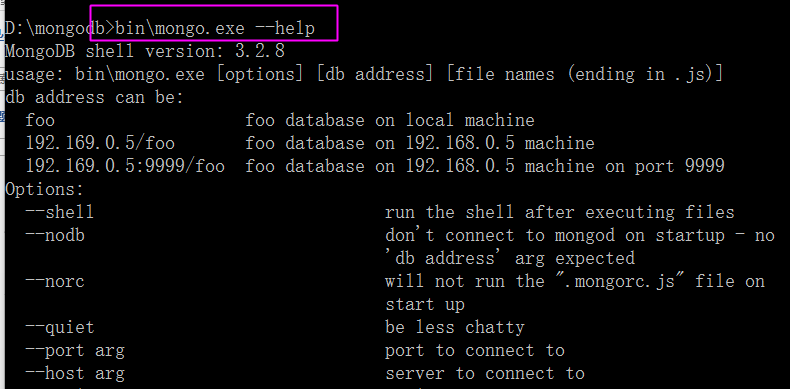 D:\mongodb>bin\mongo.exe --help
MongoDB shell version: 3.2.8
usage: bin\mongo.exe [options] [db address] [file names (ending in .js)]
db address can be:
foo foo database on local machine
192.169.0.5/foo foo database on 192.168.0.5 machine
192.169.0.5:9999/foo foo database on 192.168.0.5 machine on port 9999
Options:
--shell run the shell after executing files
--nodb don't connect to mongod on startup - no
'db address' arg expected
--norc will not run the ".mongorc.js" file on
start up
--quiet be less chatty
--port arg port to connect to
--host arg server to connect to